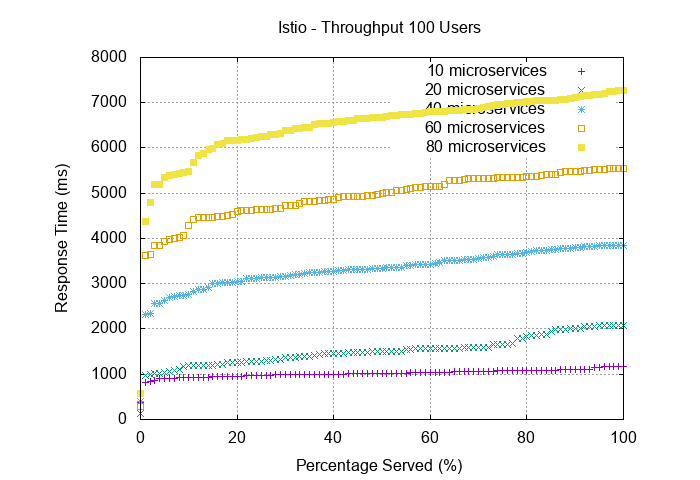 Istio - Throughput 100 Users
8000
7000
6000
5000
4000
3000
2000
1000
0
Response Time (ms)
10 microservices
20 microservices
40 microservices
60 microservices
80 microservices
0 20 40 60 80 100
Percentage Served (%)